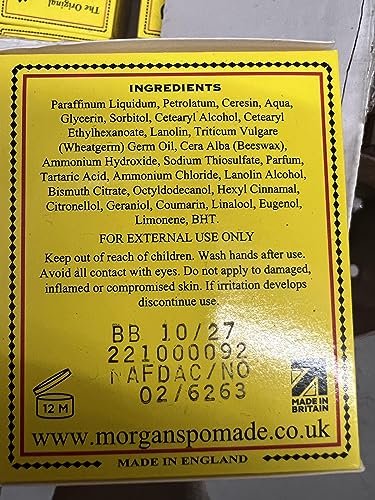 The Original
INGREDIENTS
Paraffinum Liquidum, Petrolatum, Ceresin, Aqua,
Glycerin, Sorbitol, Cetearyl Alcohol, Cetearyl
Ethylhexanoate, Lanolin, Triticum Vulgare
(Wheatgerm) Germ Oil, Cera Alba (Beeswax),
Ammonium Hydroxide, Sodium Thiosulfate, Parfum,
Tartaric Acid, Ammonium Chloride, Lanolin Alcohol,
Bismuth Citrate, Octyldodecanol, Hexyl Cinnamal,
Citronellol, Geraniol, Coumarin, Linalool, Eugenol,
Limonene, BHT.
FOR EXTERNAL USE ONLY
Keep out of reach of children. Wash hands after use.
Avoid all contact with eyes. Do not apply to damaged,
inflamed or compromised skin. If irritation develops
discontinue use.
BB 10/27
221000092
NAFDAC/NO
02/6263
12 M
MADE IN
BRITAIN
www.morganspomade.co.uk
MADE IN ENGLAND